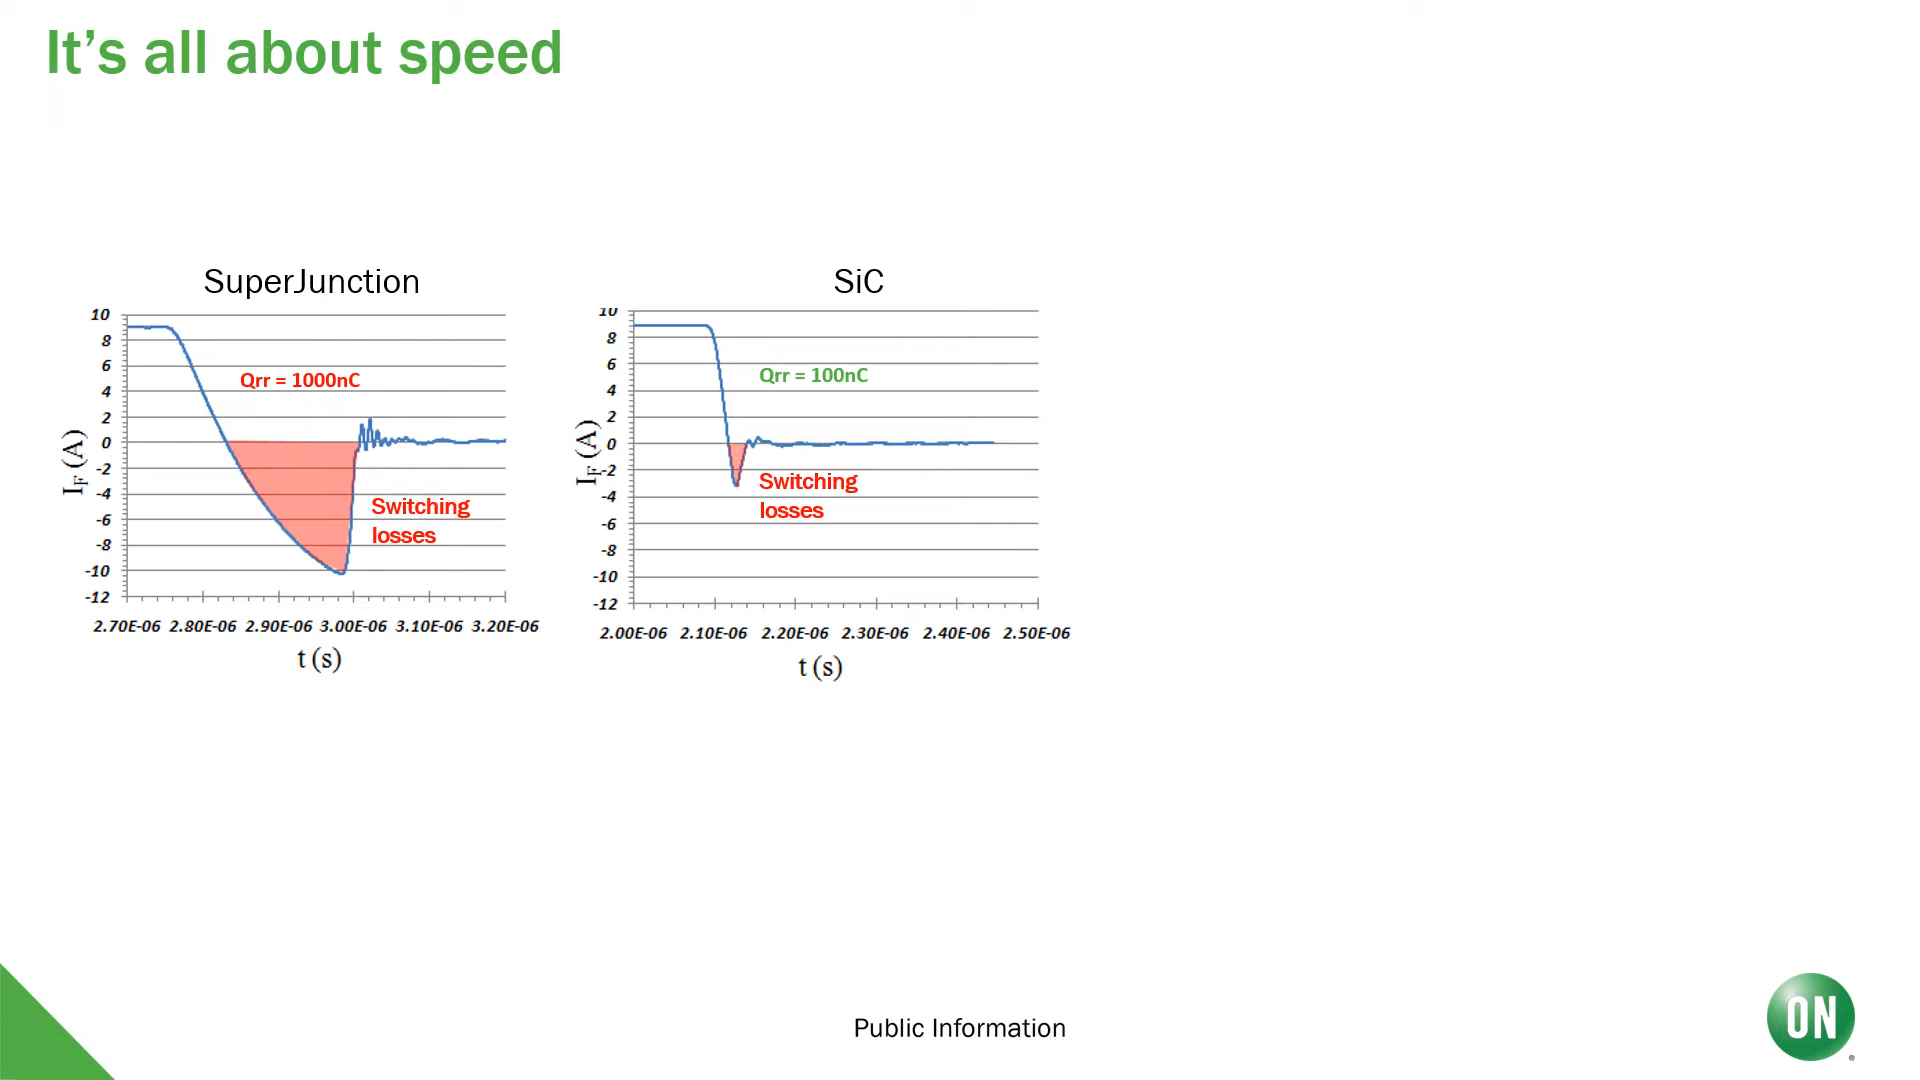 It's all about speed
SuperJunction
10
8
6
4
2
0
-2
-4
-6
-8
-10
-12
IF (A)
Qrr = 1000nC
Switching
losses
2.70E-06 2.80E-06 2.90E-06 3.00E-06 3.10E-06 3.20E-06
t (s)
SiC
10
8
6
4
2
0
-2
-4
-6
-8
-10
-12
IF (A)
Qrr = 100nC
Switching
losses
2.00E-06 2.10E-06 2.20E-06 2.30E-06 2.40E-06 2.50E-06
t (s)
Public Information
ON
®